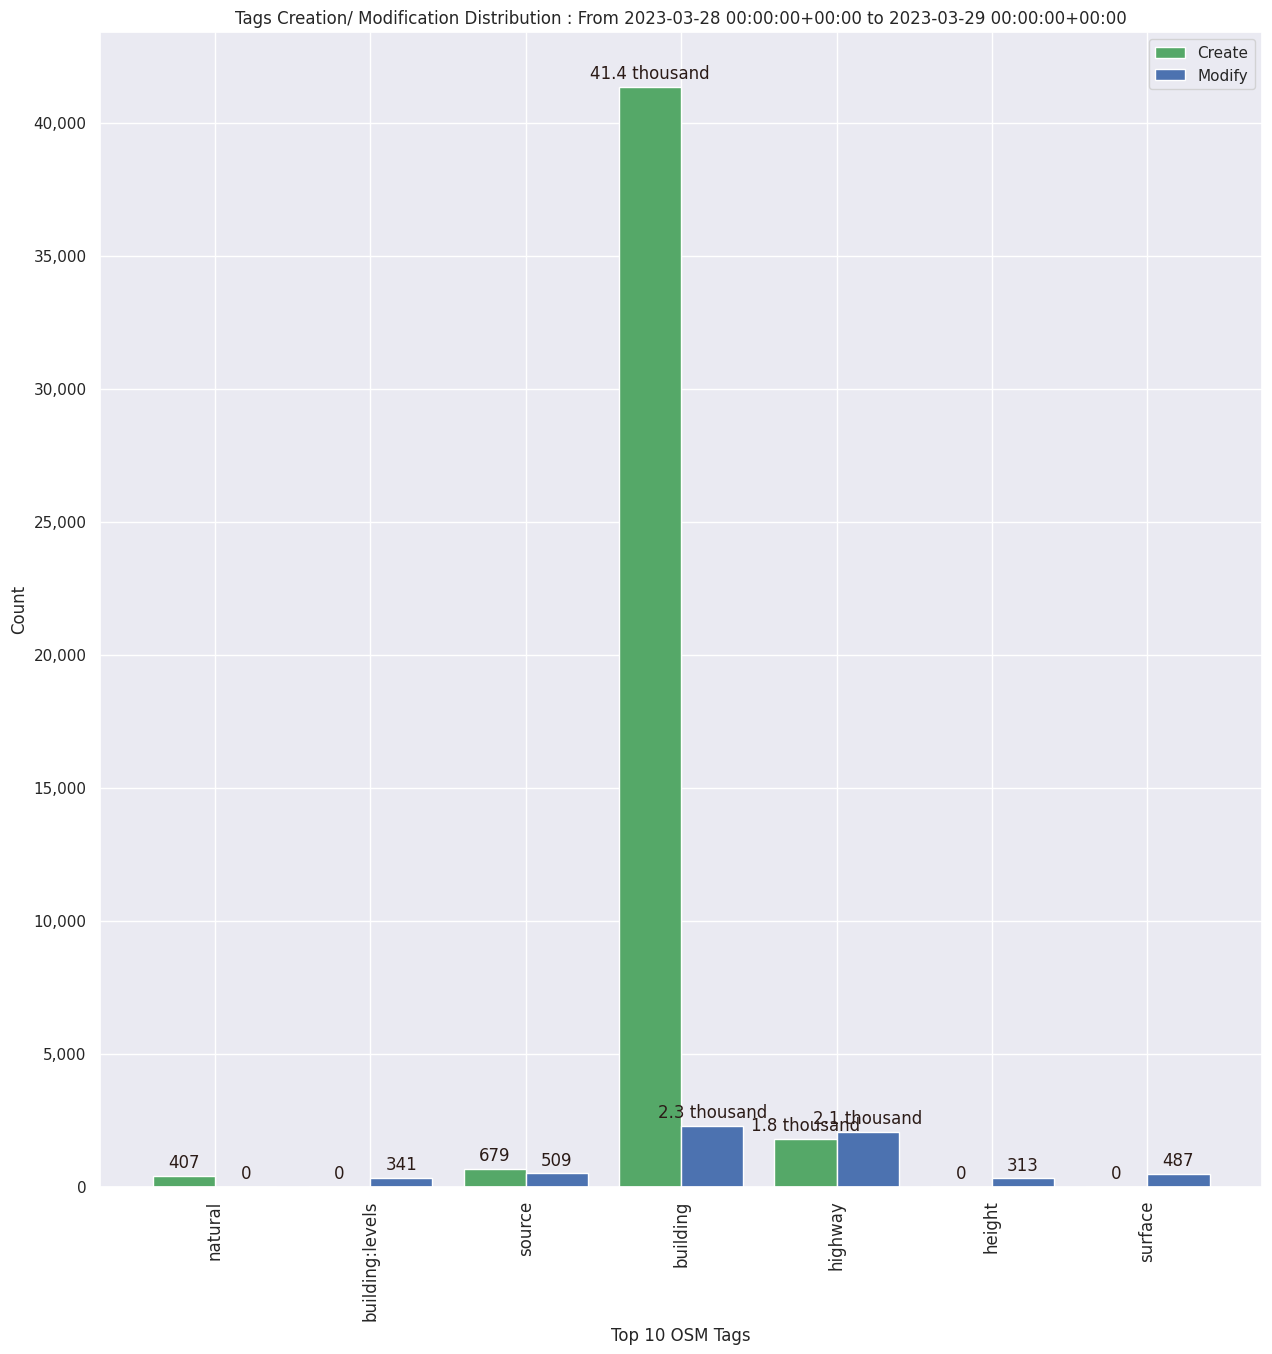 Tags Creation/ Modification Distribution : From 2023-03-28 00:00:00+00:00 to 2023-03-29 00:00:00+00:00
Create
Modify
41.4 thousand
40,000
35,000
30,000
25,000
20,000
15,000
10,000
5,000
0
Count
407
0
0
341
679
509
2.3 thousand
1.8 thousand
2.1 thousand
0
313
0
487
natural
building:levels
source
building
highway
height
surface
Top 10 OSM Tags